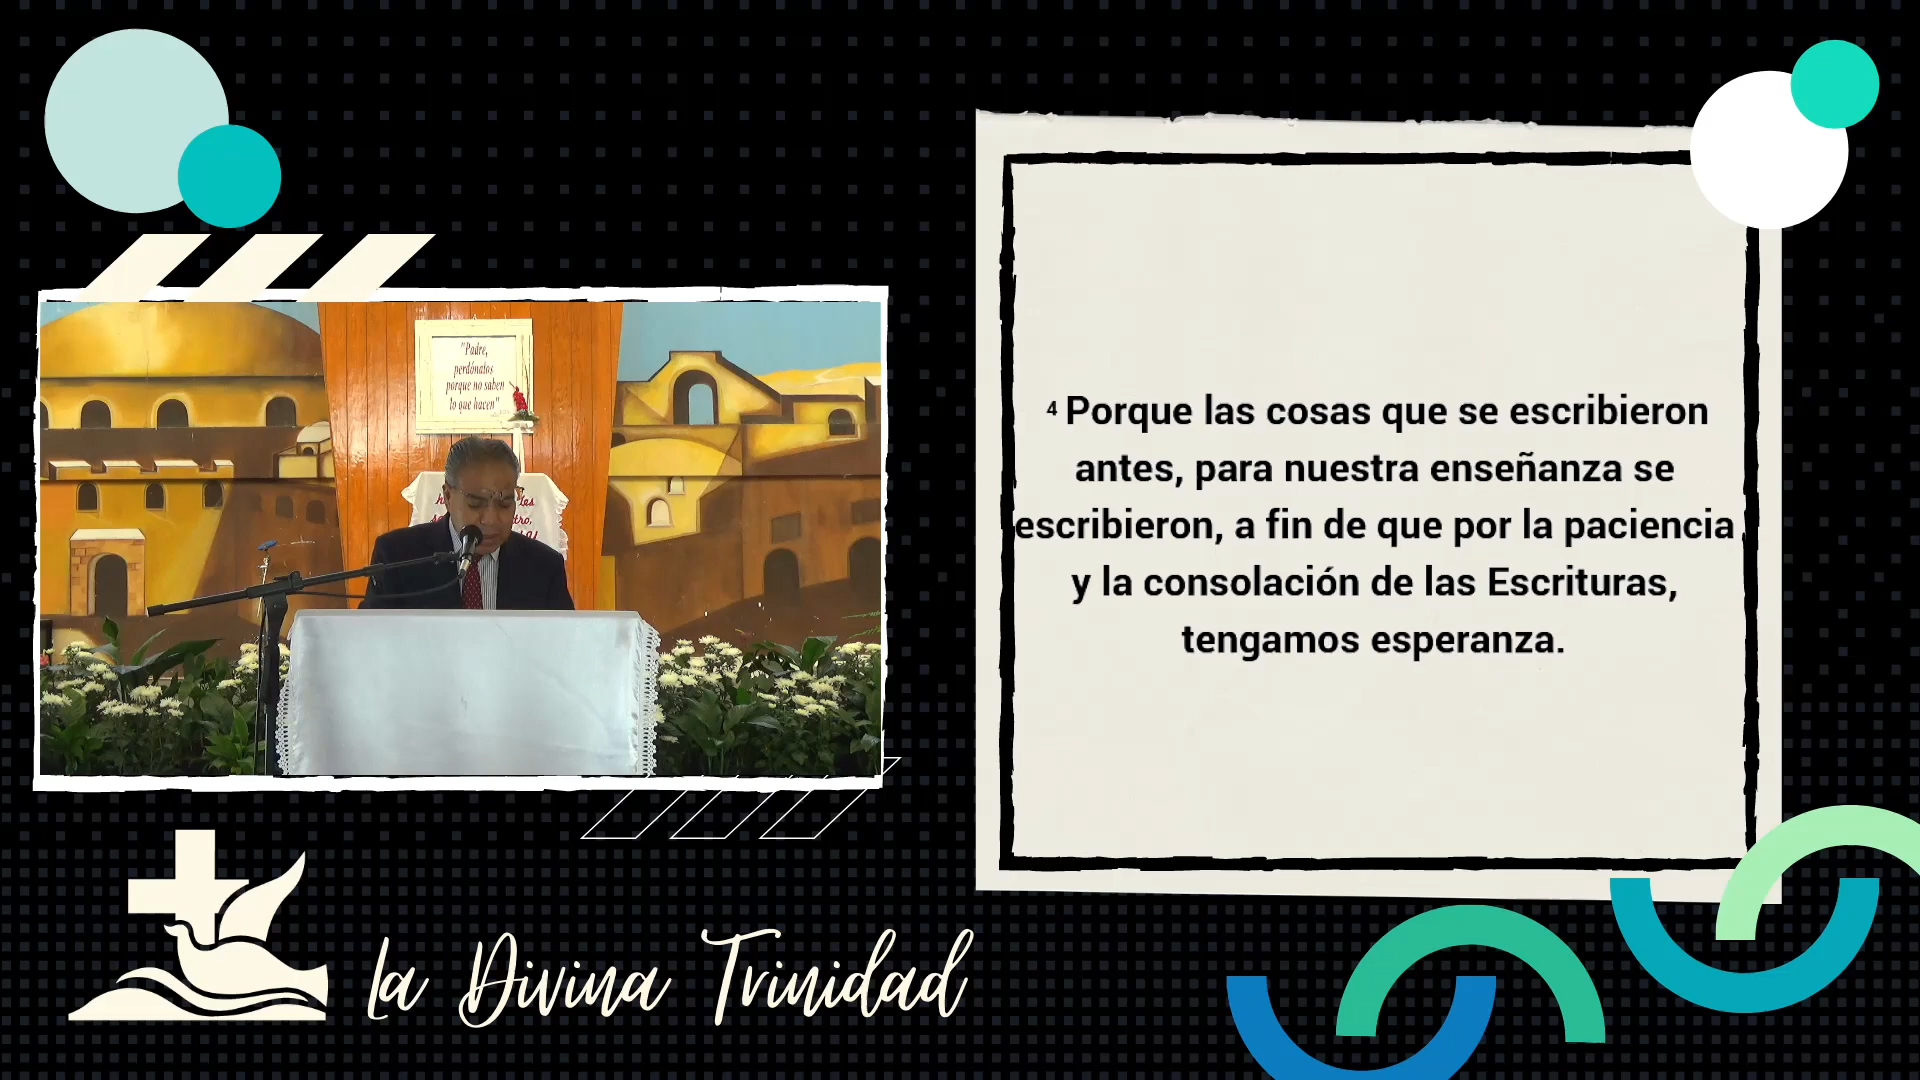 "Padre,
perdónalos
porque no saben
lo que hacen"
⁴ Porque las cosas que se escribieron
antes, para nuestra enseñanza se
escribieron, a fin de que por la paciencia
y la consolación de las Escrituras,
tengamos esperanza.
La Divina Trinidad